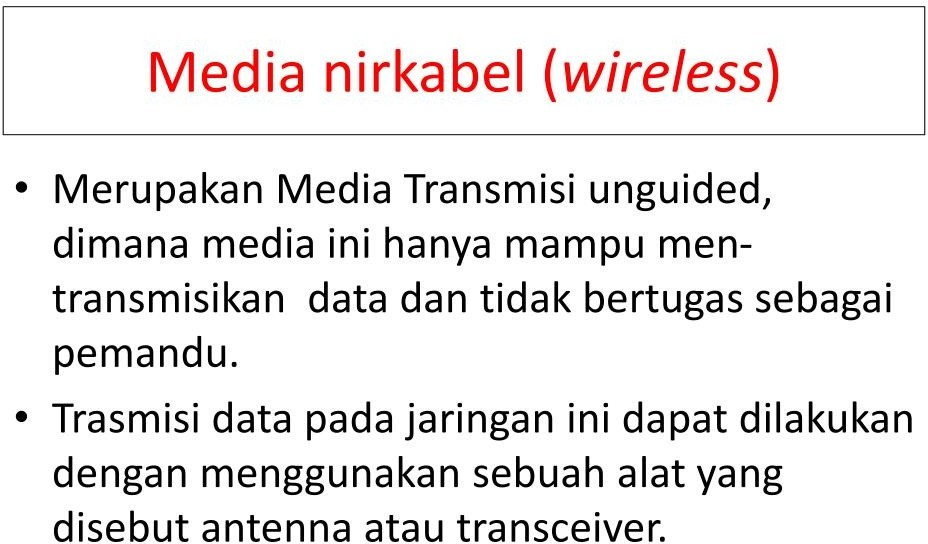 Media nirkabel (wireless)
• Merupakan Media Transmisi unguided,
dimana media ini hanya mampu men-
transmisikan  data dan tidak bertugas sebagai
pemandu.
• Trasmisi data pada jaringan ini dapat dilakukan
dengan menggunakan sebuah alat yang
disebut antenna atau transceiver.